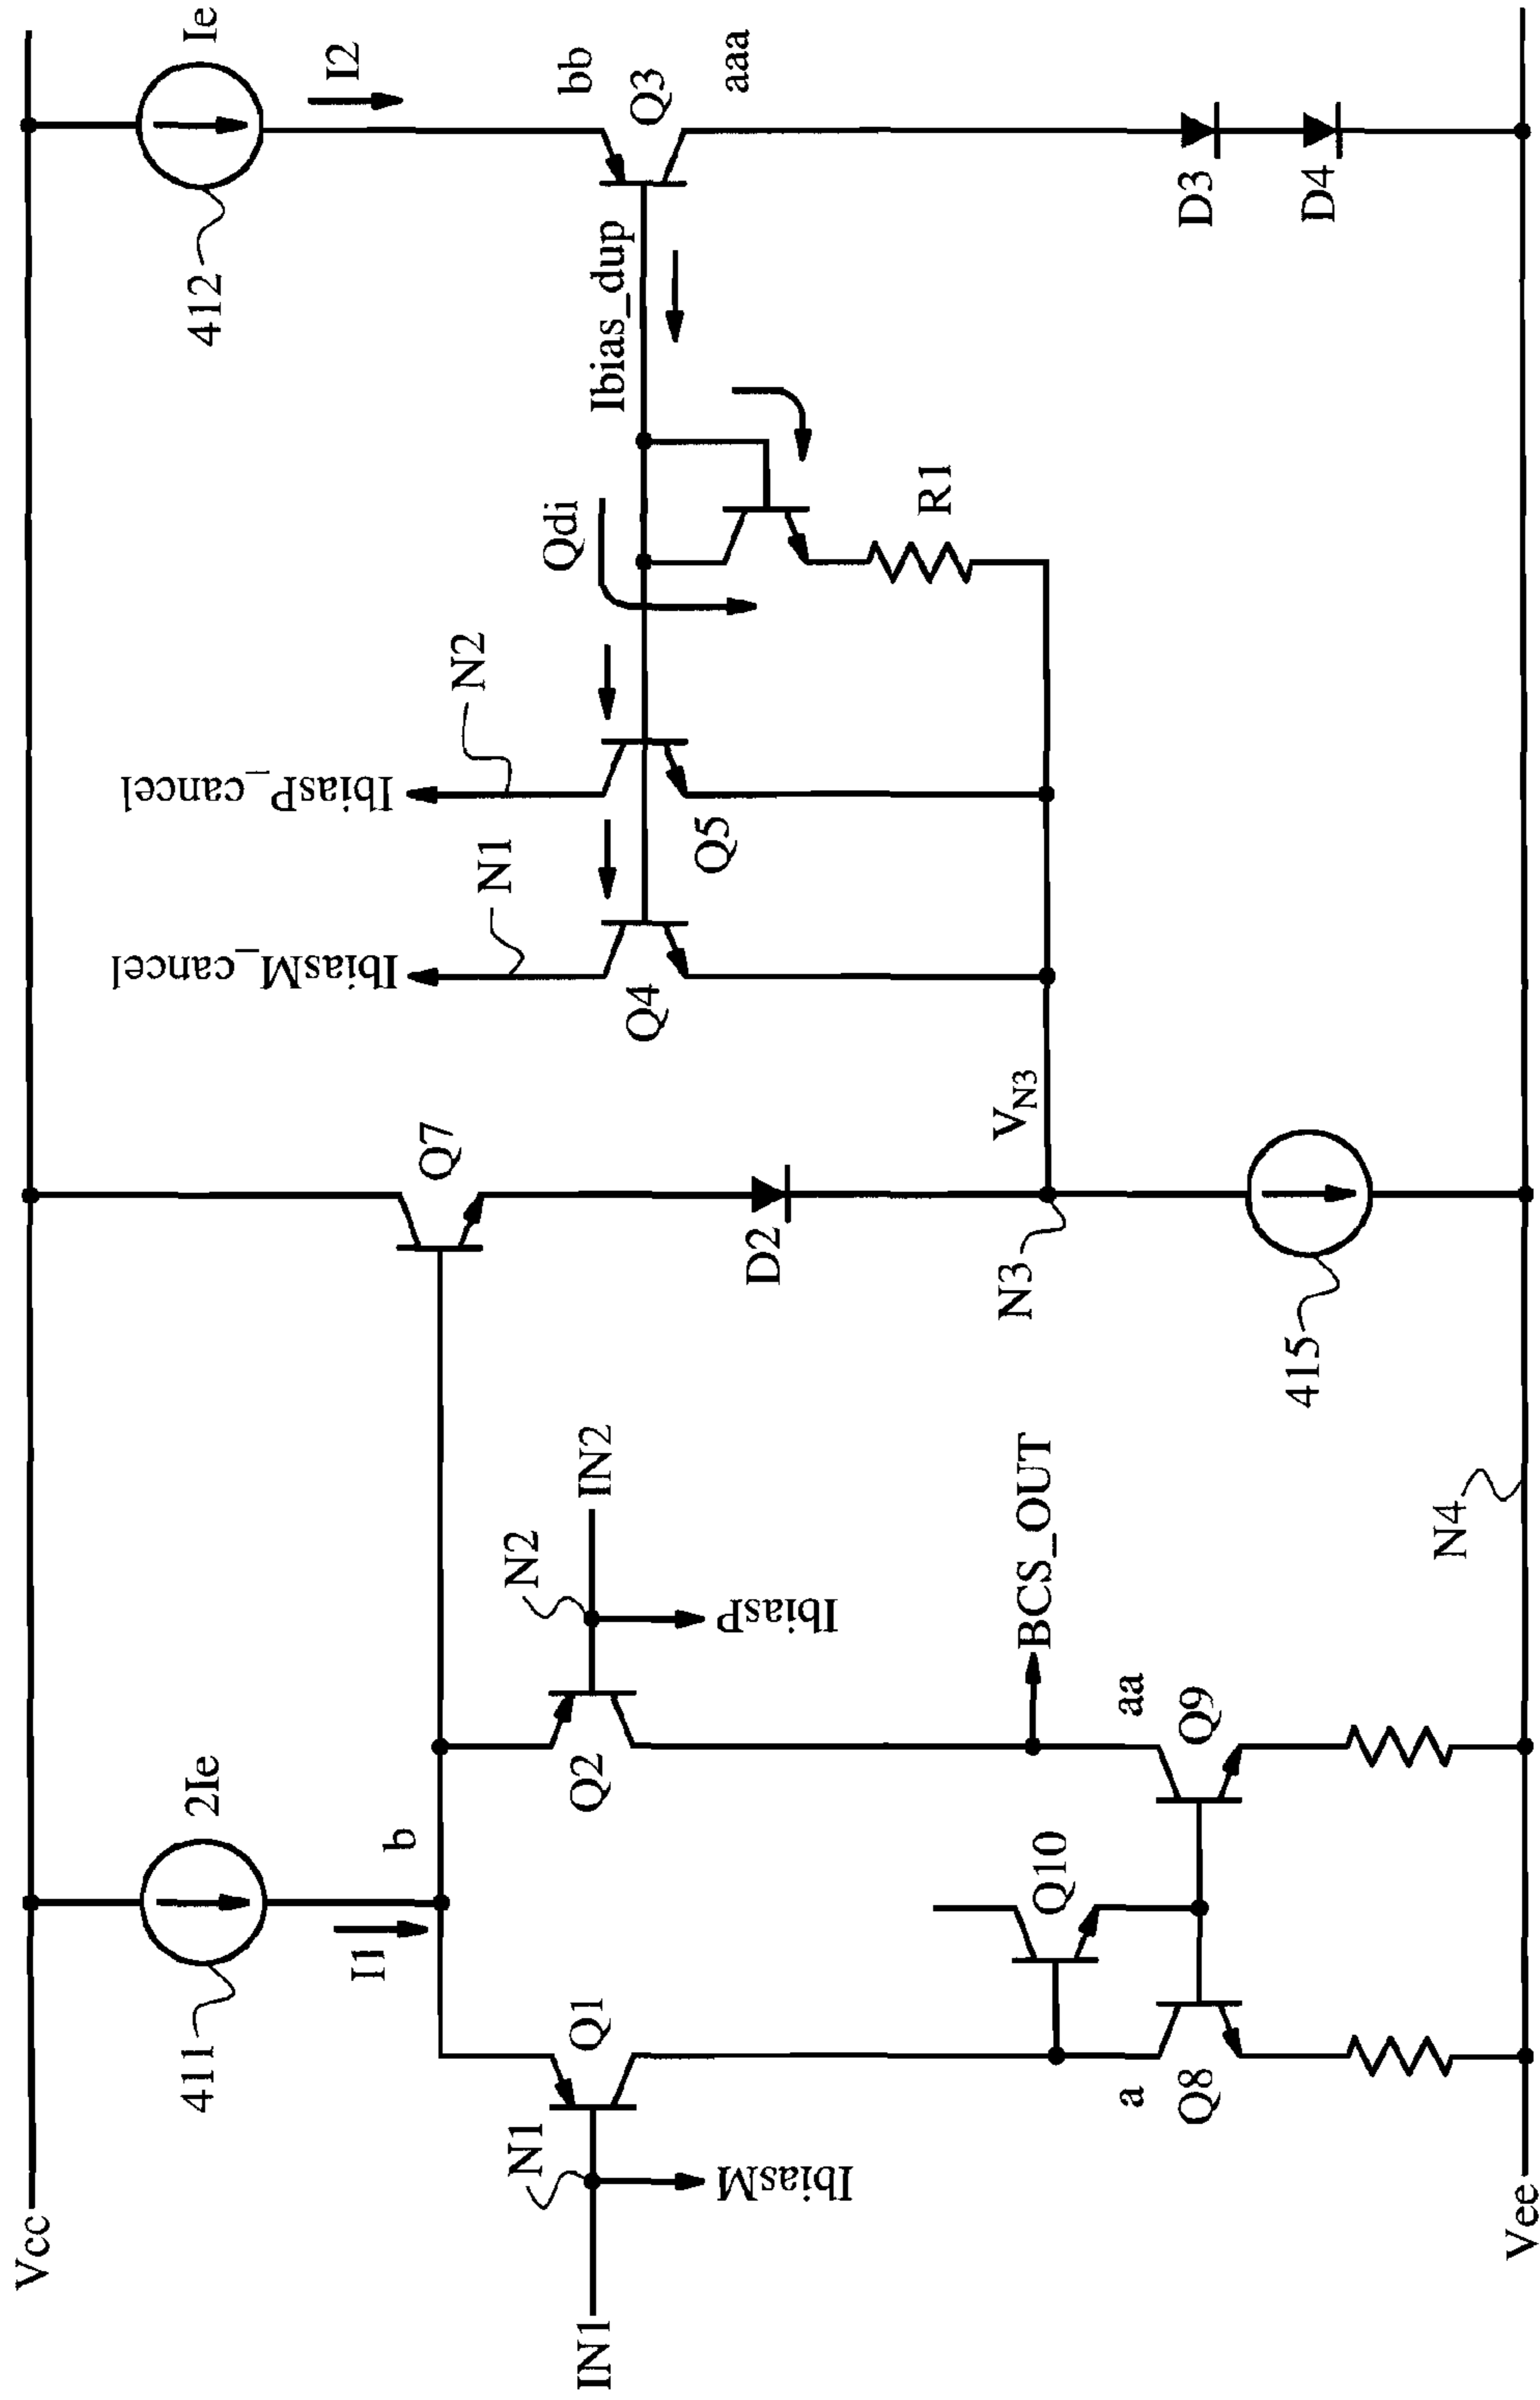 Vcc
Ie
412
I2
bb
Q3
aaa
Ibias_dup
D3
D4
Qdi
R1
N2
IbiasP_cancel
Q5
N1
IbiasM_cancel
Q4
Q7
D2
VN3
N3
415
2Ie
411
I1
b
Q2
N2
IN2
IbiasP
BCS_OUT
aa
Q9
Q10
N4
Q1
N1
IN1
IbiasM
a
Q8
Vee